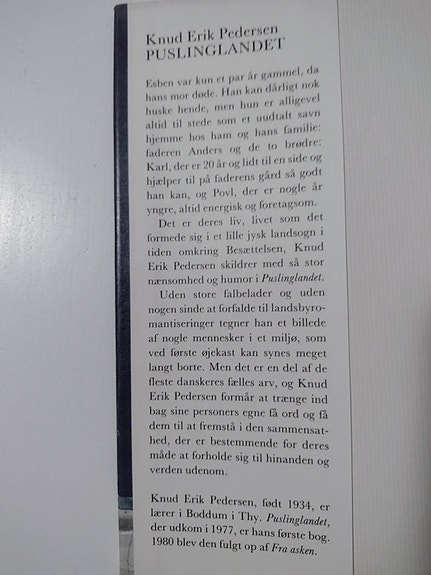 Knud Erik Pedersen
PUSLINGLANDET
Esben var kun et par år gammel, da
hans mor døde. Han kan dårligt nok
huske hende, men hun er alligevel
altid til stede som et uudtalt savn
hjemme hos ham og hans familie:
faderen Anders og de to brødre:
Karl, der er 20 år og lidt til en side og
hjælper til på faderens gård så godt
han kan, og Povl, der er nogle år
yngre, altid energisk og foretagsom.
Det er deres liv, livet som det
formede sig i et lille jysk landsogn i
tiden omkring Besættelsen, Knud
Erik Pedersen skildrer med så stor
nænsomhed og humor i Puslinglandet.
Uden store falbelader og uden
nogen sinde at forfalde til landsbyro-
mantiseringer tegner han et billede
af nogle mennesker i et miljø, som
ved første øjekast kan synes meget
langt borte. Men det er en del af de
fleste danskeres fælles arv, og Knud
Erik Pedersen formår at trænge ind
bag sine personers egne få ord og få
dem til at fremstå i den sammensat-
hed, der er bestemmende for deres
måde at forholde sig til hinanden og
verden udenom.
Knud Erik Pedersen, født 1934, er
lærer i Boddum i Thy. Puslinglandet,
der udkom i 1977, er hans første bog.
1980 blev den fulgt op af Fra asken.